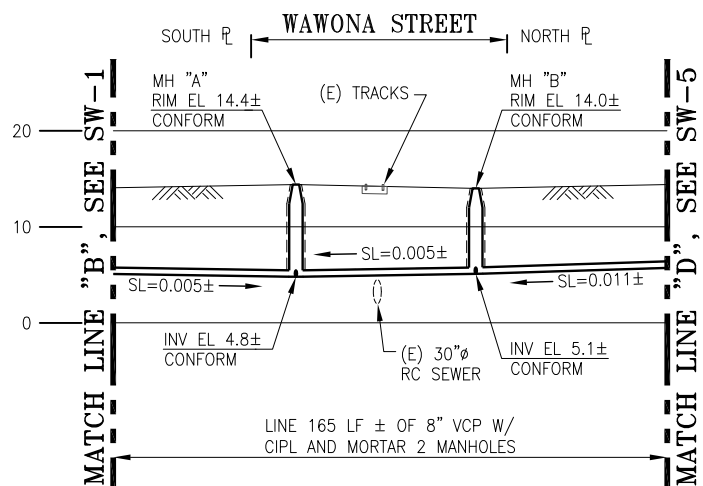 WAWONA STREET
SOUTH ⅊
NORTH ⅊
MH "A"
RIM EL 14.4±
CONFORM
(E) TRACKS
MH "B"
RIM EL 14.0±
CONFORM
20
10
0
SL=0.005±
SL=0.005±
SL=0.011±
INV EL 4.8±
CONFORM
(E) 30"ø
RC SEWER
INV EL 5.1±
CONFORM
LINE 165 LF ± OF 8" VCP W/
CIPL AND MORTAR 2 MANHOLES
MATCH LINE "B", SEE SW-1
MATCH LINE "D", SEE SW-5